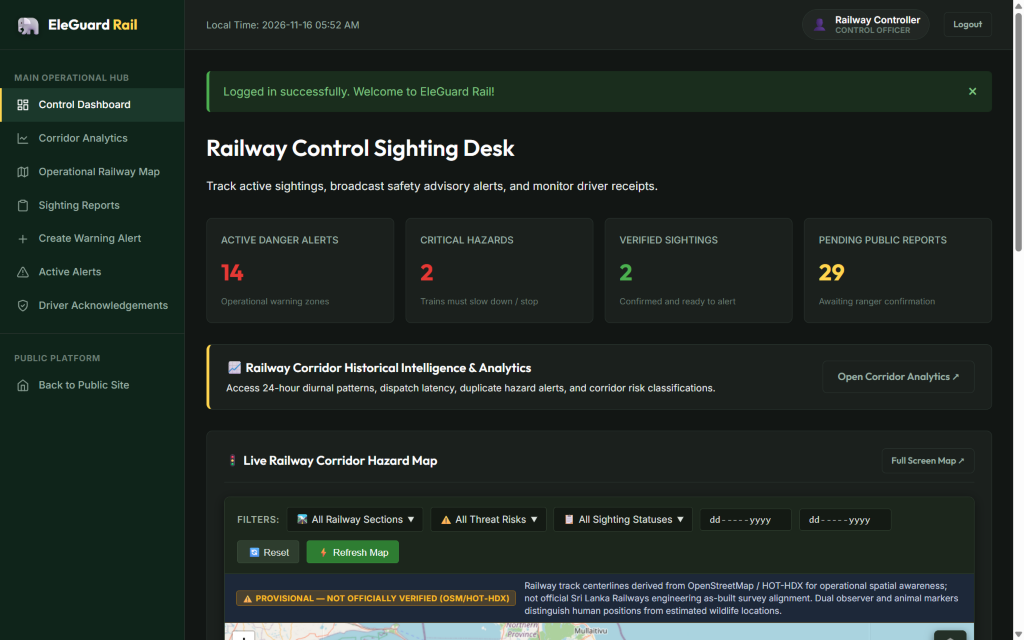 EleGuard Rail
Local Time: 2026-11-16 05:52 AM
Railway Controller
CONTROL OFFICER
Logout
MAIN OPERATIONAL HUB
Control Dashboard
Corridor Analytics
Operational Railway Map
Sighting Reports
Create Warning Alert
Active Alerts
Driver Acknowledgements
PUBLIC PLATFORM
Back to Public Site
Logged in successfully. Welcome to EleGuard Rail!
×
Railway Control Sighting Desk
Track active sightings, broadcast safety advisory alerts, and monitor driver receipts.
ACTIVE DANGER ALERTS
14
Operational warning zones
CRITICAL HAZARDS
2
Trains must slow down / stop
VERIFIED SIGHTINGS
2
Confirmed and ready to alert
PENDING PUBLIC REPORTS
29
Awaiting ranger confirmation
Railway Corridor Historical Intelligence & Analytics
Access 24-hour diurnal patterns, dispatch latency, duplicate hazard alerts, and corridor risk classifications.
Open Corridor Analytics ↗
Live Railway Corridor Hazard Map
Full Screen Map ↗
FILTERS: All Railway Sections ▼ All Threat Risks ▼ All Sighting Statuses ▼ dd-----yyyy dd-----yyyy
Reset Refresh Map
PROVISIONAL — NOT OFFICIALLY VERIFIED (OSM/HOT-HDX)
Railway track centerlines derived from OpenStreetMap / HOT-HDX for operational spatial awareness;
not official Sri Lanka Railways engineering as-built survey alignment. Dual observer and animal markers
distinguish human positions from estimated wildlife locations.
Northern
Province
Mullaitivu